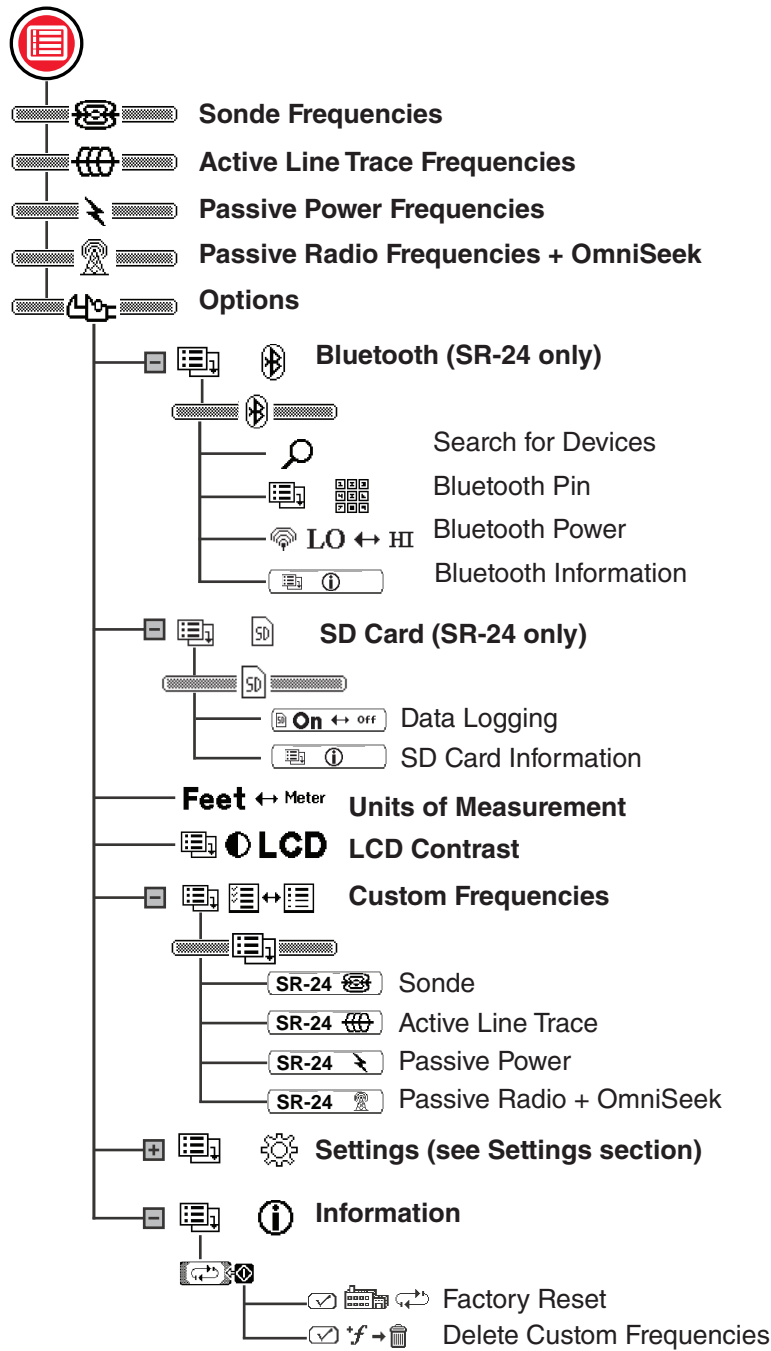 Sonde Frequencies
Active Line Trace Frequencies
Passive Power Frequencies
Passive Radio Frequencies + OmniSeek
Options
Bluetooth (SR-24 only)
Search for Devices
Bluetooth Pin
LO ↔ HI Bluetooth Power
Bluetooth Information
SD SD Card (SR-24 only)
SD
SD On ↔ Off Data Logging
SD Card Information
Feet ↔ Meter Units of Measurement
LCD LCD Contrast
Custom Frequencies
SR-24 Sonde
SR-24 Active Line Trace
SR-24 Passive Power
SR-24 Passive Radio + OmniSeek
Settings (see Settings section)
Information
Factory Reset
+f → Delete Custom Frequencies